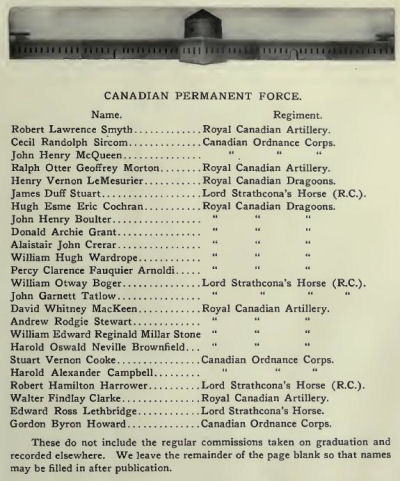 CANADIAN PERMANENT FORCE.
Name. Regiment.
Robert Lawrence Smyth............Royal Canadian Artillery.
Cecil Randolph Sircom............Canadian Ordnance Corps.
John Henry McQueen............ " " "
Ralph Otter Geoffrey Morton........Royal Canadian Artillery.
Henry Vernon LeMesurier..........Royal Canadian Dragoons.
James Duff Stuart................Lord Strathcona's Horse (R.C.).
Hugh Esme Eric Cochran..........Royal Canadian Dragoons.
John Henry Boulter.............. " " "
Donald Archie Grant............. " " "
Alaistair John Crerar............. " " "
William Hugh Wardrope.......... " " "
Percy Clarence Fauquier Arnoldi..... " " "
William Otway Boger.............Lord Strathcona's Horse (R.C.).
John Garnett Tatlow............. " " " "
David Whitney MacKeen..........Royal Canadian Artillery.
Andrew Rodgie Stewart............ " " "
William Edward Reginald Millar Stone " " "
Harold Oswald Neville Brownfield... " " "
Stuart Vernon Cooke.............Canadian Ordnance Corps.
Harold Alexander Campbell........ " " "
Robert Hamilton Harrower.........Lord Strathcona's Horse (R.C.).
Walter Findlay Clarke............Royal Canadian Artillery.
Edward Ross Lethbridge..........Lord Strathcona's Horse.
Gordon Byron Howard............Canadian Ordnance Corps.
These do not include the regular commissions taken on graduation and
recorded elsewhere. We leave the remainder of the page blank so that names
may be filled in after publication.